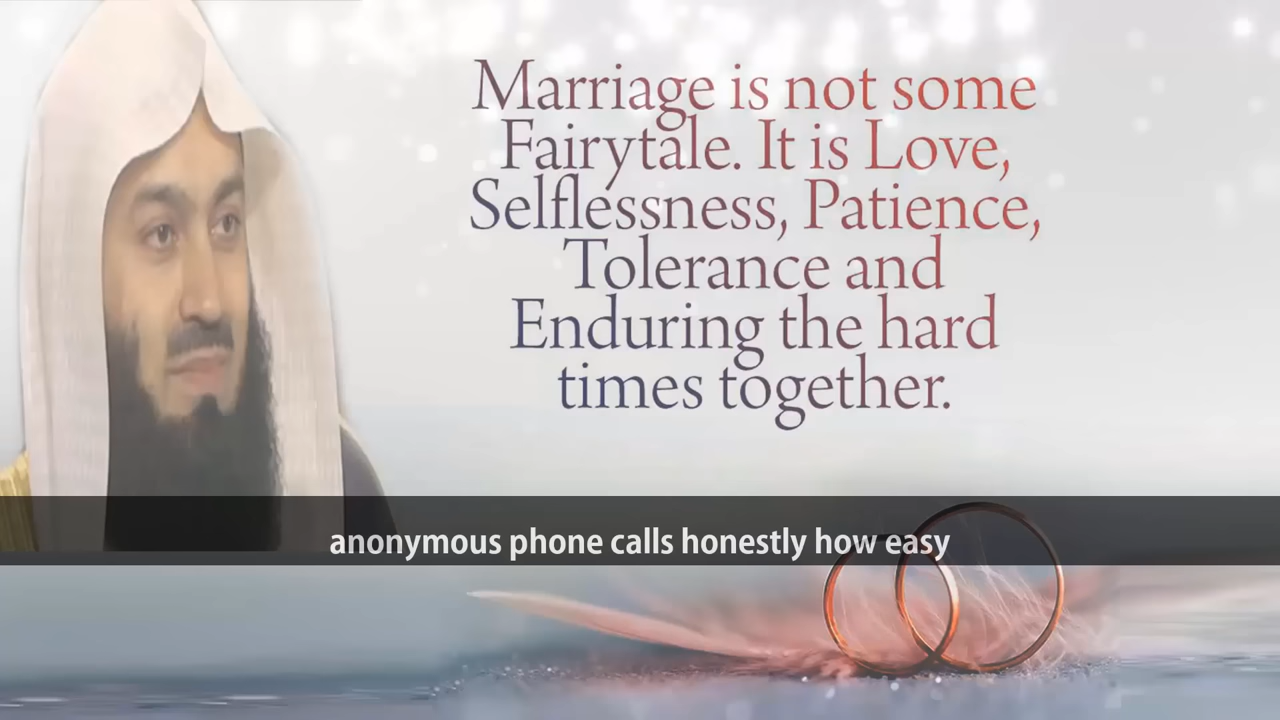 Marriage is not some
Fairytale. It is Love,
Selflessness, Patience,
Tolerance and
Enduring the hard
times together.
anonymous phone calls honestly how easy